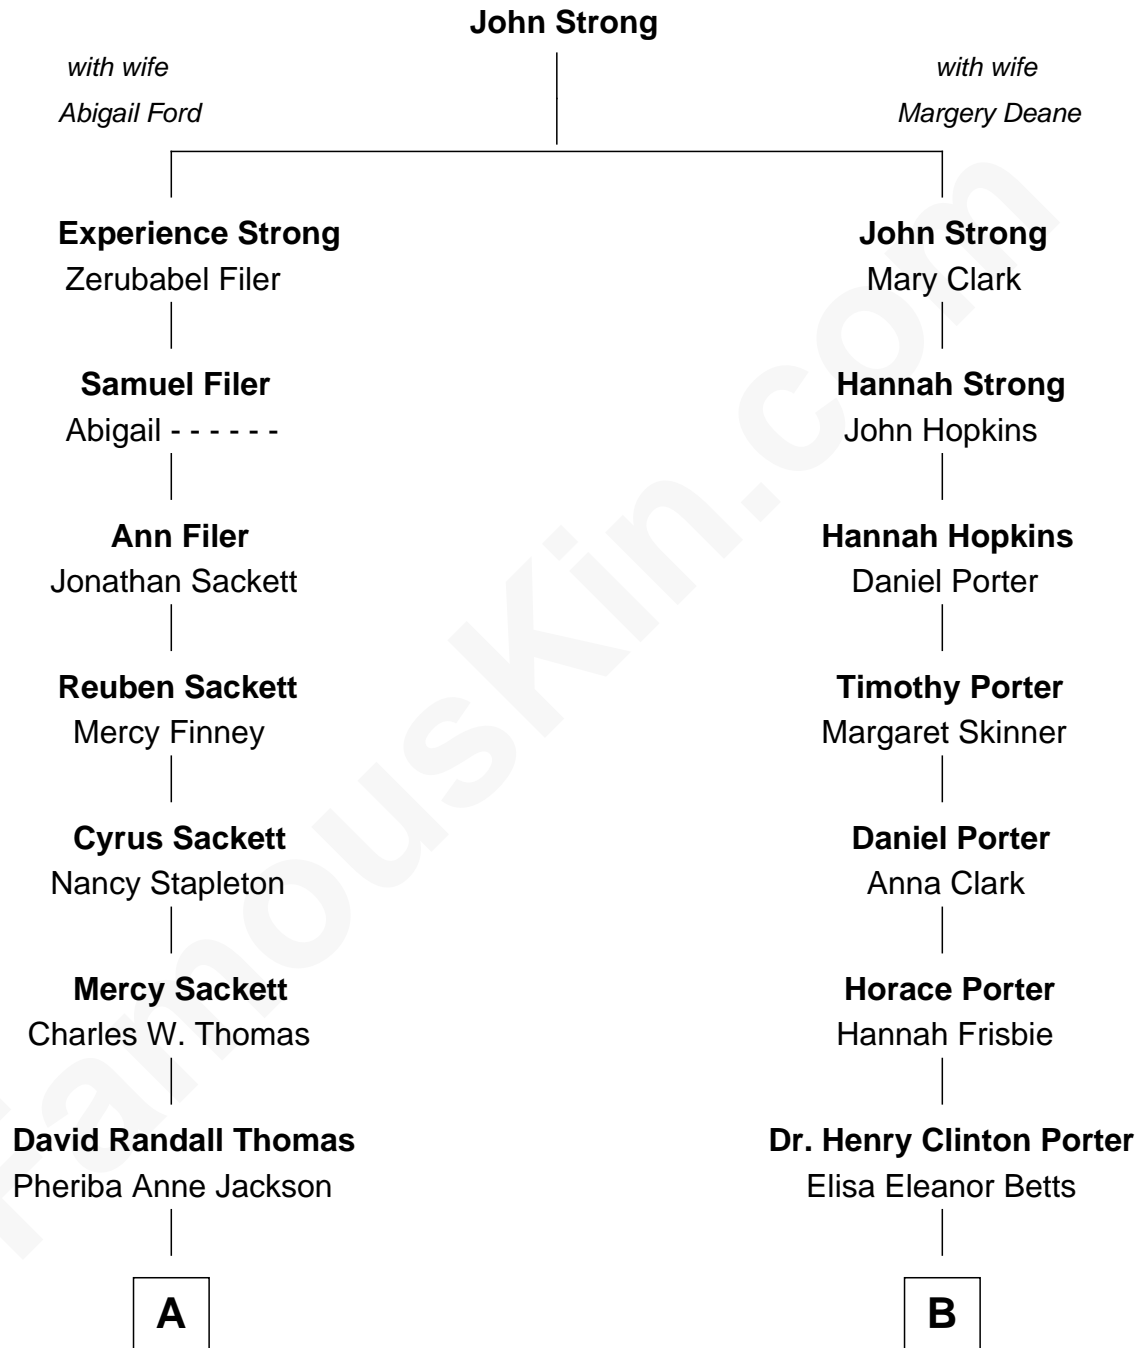 John Strong
with wife
Abigail Ford
with wife
Margery Deane
Experience Strong
Zerubabel Filer
John Strong
Mary Clark
Samuel Filer
Abigail - - - - - -
Hannah Strong
John Hopkins
Ann Filer
Jonathan Sackett
Hannah Hopkins
Daniel Porter
Reuben Sackett
Mercy Finney
Timothy Porter
Margaret Skinner
Cyrus Sackett
Nancy Stapleton
Daniel Porter
Anna Clark
Mercy Sackett
Charles W. Thomas
Horace Porter
Hannah Frisbie
David Randall Thomas
Pheriba Anne Jackson
Dr. Henry Clinton Porter
Elisa Eleanor Betts
A
B
FamousKin.com